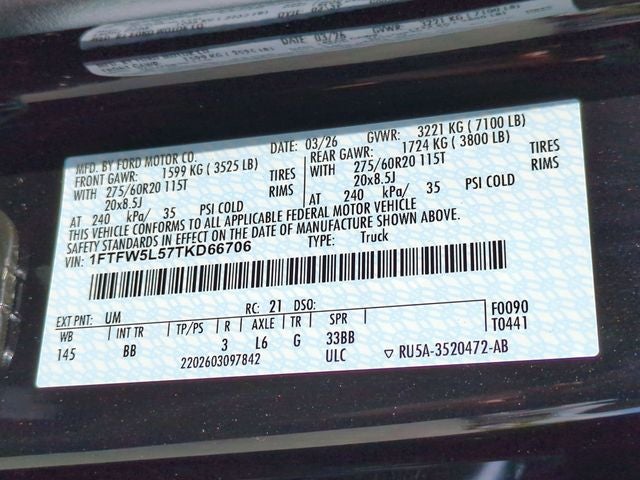 MFD. BY FORD MOTOR CO. DATE: 03/26 GVWR: 3221 KG ( 7100 LB)
FRONT GAWR: 1599 KG ( 3525 LB) REAR GAWR: 1724 KG ( 3800 LB)
WITH 275/60R20 115T TIRES WITH 275/60R20 115T TIRES
20x8.5J RIMS 20x8.5J RIMS
AT 240 kPa/ 35 PSI COLD AT 240 kPa/ 35 PSI COLD
THIS VEHICLE CONFORMS TO ALL APPLICABLE FEDERAL MOTOR VEHICLE
SAFETY STANDARDS IN EFFECT ON THE DATE OF MANUFACTURE SHOWN ABOVE.
VIN: 1FTFW5L57TKD66706 TYPE: Truck
EXT PNT: UM RC: 21 DSO: F0090
WB INT TR TP/PS R AXLE TR SPR T0441
145 BB 3 L6 G 33BB
2202603097842 ULC ▽ RU5A-3520472-AB